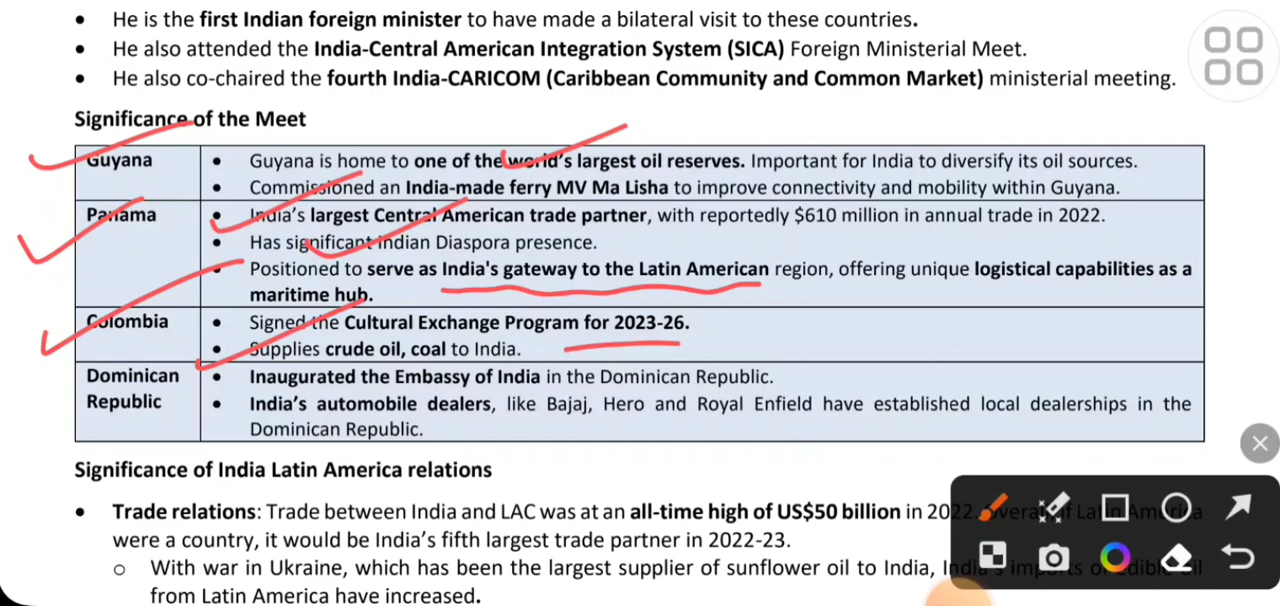 • He is the first Indian foreign minister to have made a bilateral visit to these countries.
• He also attended the India-Central American Integration System (SICA) Foreign Ministerial Meet.
• He also co-chaired the fourth India-CARICOM (Caribbean Community and Common Market) ministerial meeting.
Significance of the Meet
Guyana
• Guyana is home to one of the world's largest oil reserves. Important for India to diversify its oil sources.
• Commissioned an India-made ferry MV Ma Lisha to improve connectivity and mobility within Guyana.
Panama
• India's largest Central American trade partner, with reportedly $610 million in annual trade in 2022.
• Has significant Indian Diaspora presence.
• Positioned to serve as India's gateway to the Latin American region, offering unique logistical capabilities as a
maritime hub.
Colombia
• Signed the Cultural Exchange Program for 2023-26.
• Supplies crude oil, coal to India.
Dominican
Republic
• Inaugurated the Embassy of India in the Dominican Republic.
• India's automobile dealers, like Bajaj, Hero and Royal Enfield have established local dealerships in the
Dominican Republic.
Significance of India Latin America relations
• Trade relations: Trade between India and LAC was at an all-time high of US$50 billion in 2022. Latin America
were a country, it would be India's fifth largest trade partner in 2022-23.
o With war in Ukraine, which has been the largest supplier of sunflower oil to India, India's imports of edible oil
from Latin America have increased.